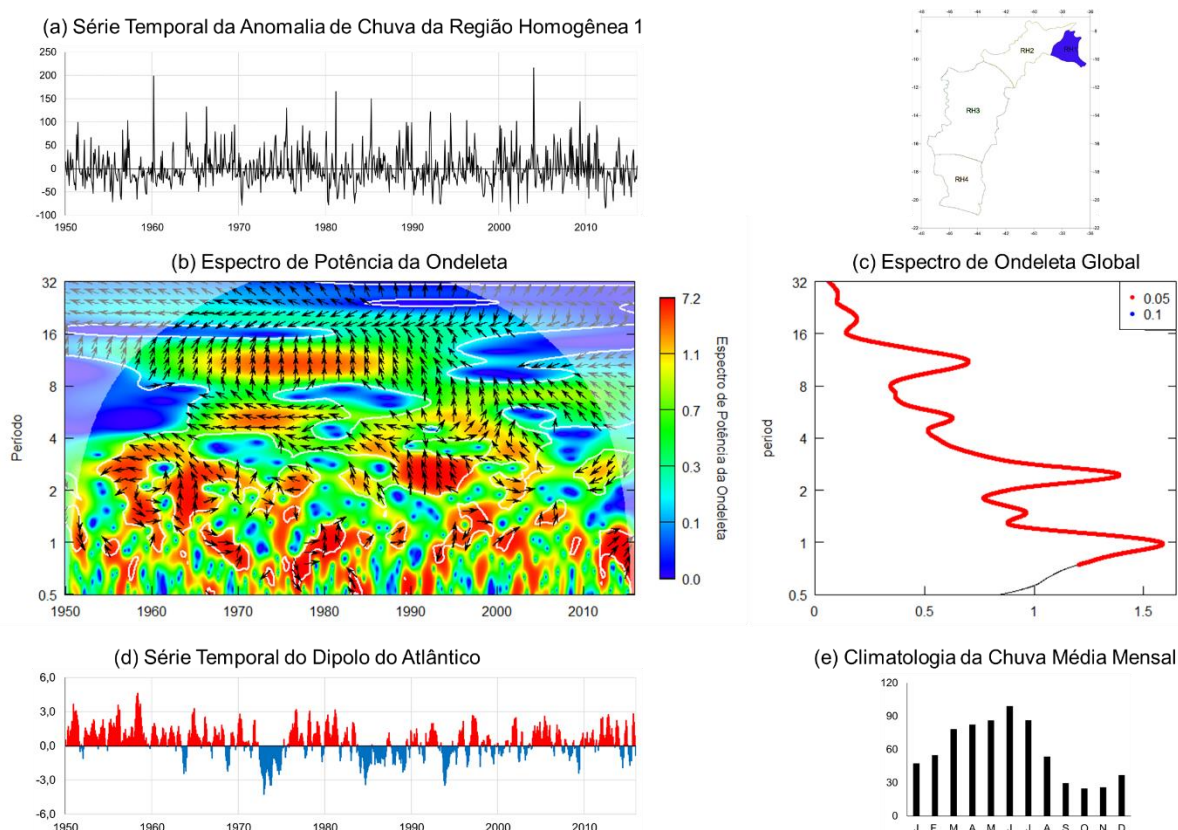 (a) Série Temporal da Anomalia de Chuva da Região Homogênea 1
250
200
150
100
50
0
-50
-100
1950 1960 1970 1980 1990 2000 2010
RH1
RH2
RH3
RH4
(b) Espectro de Potência da Ondeleta
Período
32
16
8
4
2
1
0.5
1950 1960 1970 1980 1990 2000 2010
7.2
1.1
0.7
0.3
0.1
0.0
Espectro de Potência da Ondeleta
(c) Espectro de Ondeleta Global
0.05
0.1
period
32
16
8
4
2
1
0.5
0 0.5 1 1.5
(d) Série Temporal do Dipolo do Atlântico
6,0
3,0
0,0
-3,0
-6,0
1950 1960 1970 1980 1990 2000 2010
(e) Climatologia da Chuva Média Mensal
120
90
60
30
0
J F M A M J J A S O N D